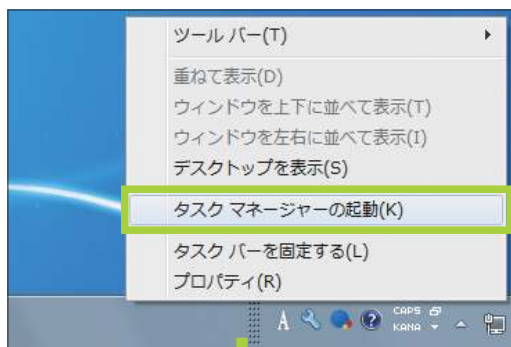 ツール バー(T)
重ねて表示(D)
ウィンドウを上下に並べて表示(T)
ウィンドウを左右に並べて表示(I)
デスクトップを表示(S)
タスク マネージャーの起動(K)
タスク バーを固定する(L)
プロパティ(R)
A
?
CAPS
KANA